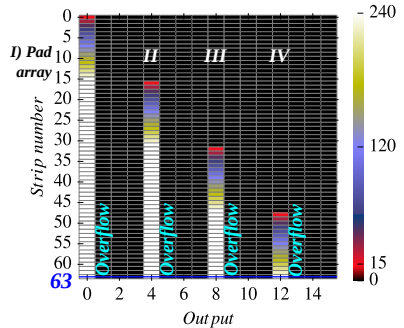 0
5
I) Pad
array
10
15
20
25
30
35
40
45
50
55
60
63
Strip number
II
III
IV
Overflow
Overflow
Overflow
Overflow
0 2 4 6 8 10 12 14
Output
240
120
15
0